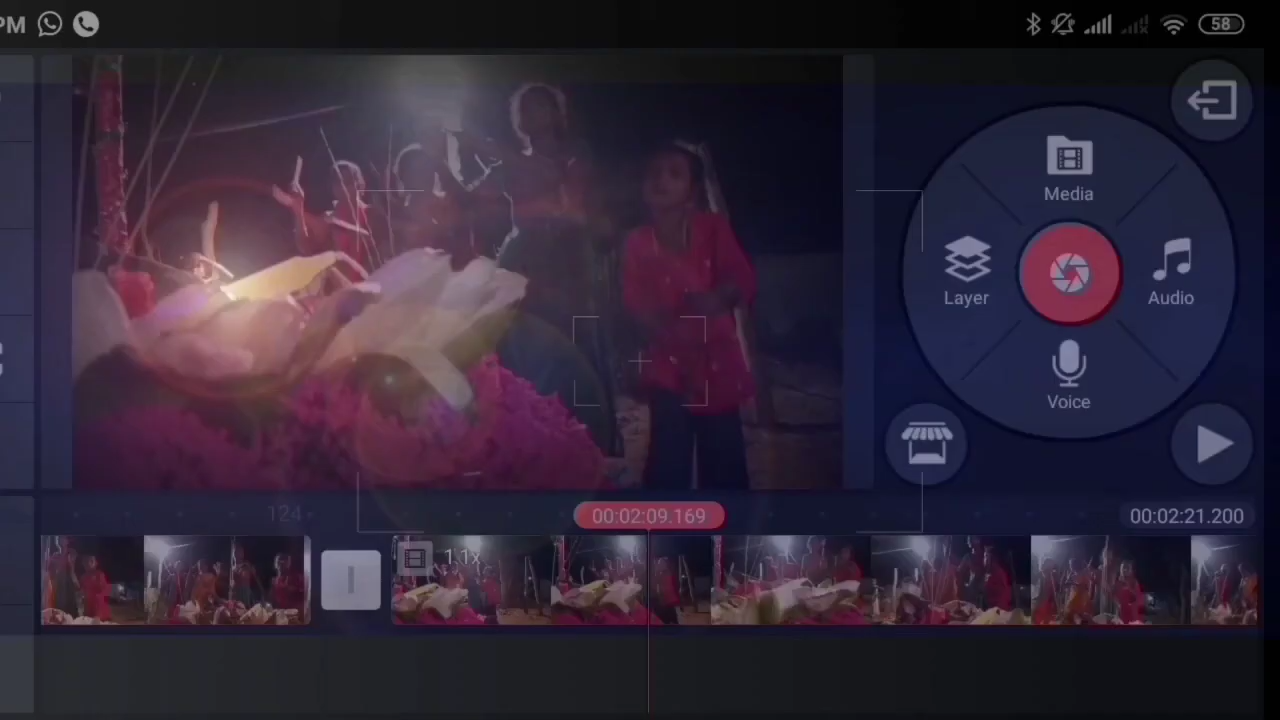 PM
58
Media
Layer
Audio
Voice
124
00:02:09.169
00:02:21.200
1.1x